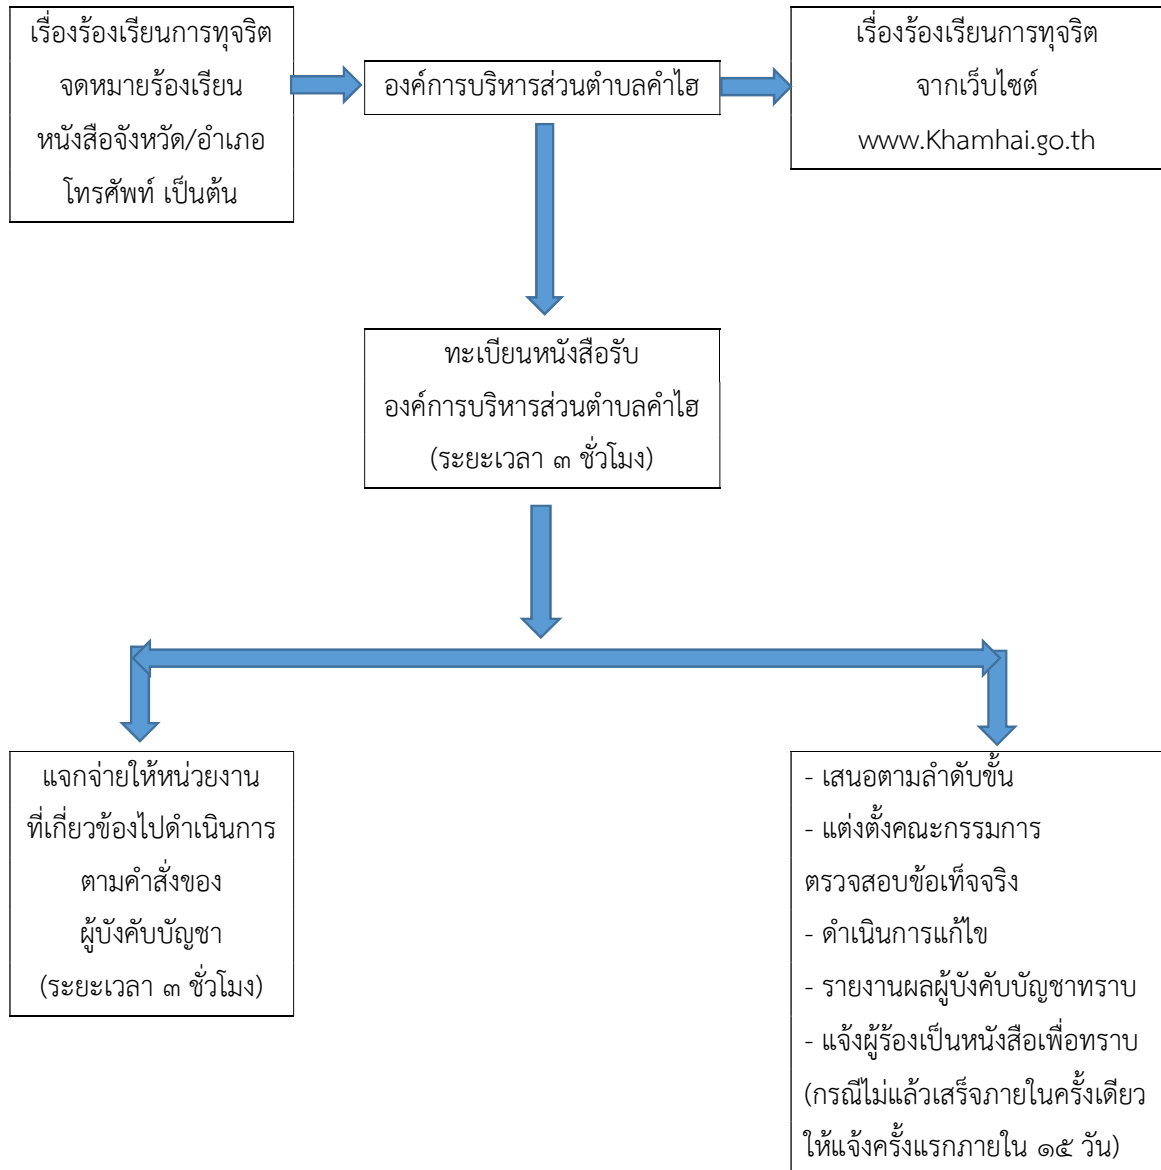 เรื่องร้องเรียนการทุจริต
จดหมายร้องเรียน
หนังสือจังหวัด/อำเภอ
โทรศัพท์ เป็นต้น
องค์การบริหารส่วนตำบลคำไฮ
เรื่องร้องเรียนการทุจริต
จากเว็บไซต์
www.Khamhai.go.th
ทะเบียนหนังสือรับ
องค์การบริหารส่วนตำบลคำไฮ
(ระยะเวลา ๓ ชั่วโมง)
แจกจ่ายให้หน่วยงาน
ที่เกี่ยวข้องไปดำเนินการ
ตามคำสั่งของ
ผู้บังคับบัญชา
(ระยะเวลา ๓ ชั่วโมง)
- เสนอตามลำดับขั้น
- แต่งตั้งคณะกรรมการ
ตรวจสอบข้อเท็จจริง
- ดำเนินการแก้ไข
- รายงานผลผู้บังคับบัญชาทราบ
- แจ้งผู้ร้องเป็นหนังสือเพื่อทราบ
(กรณีไม่แล้วเสร็จภายในครั้งเดียว
ให้แจ้งครั้งแรกภายใน ๑๕ วัน)